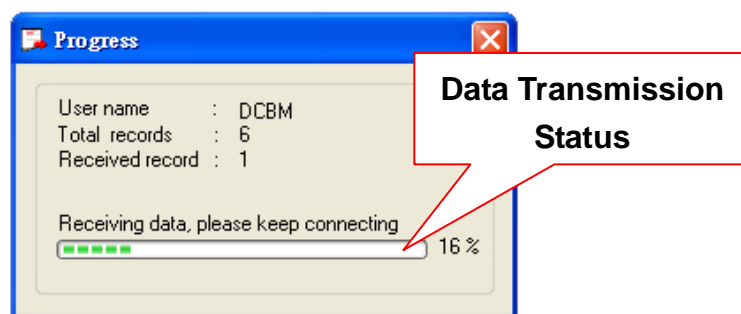 Progress
Data Transmission
Status
User name : DCBM
Total records : 6
Received record : 1
Receiving data, please keep connecting
16 %